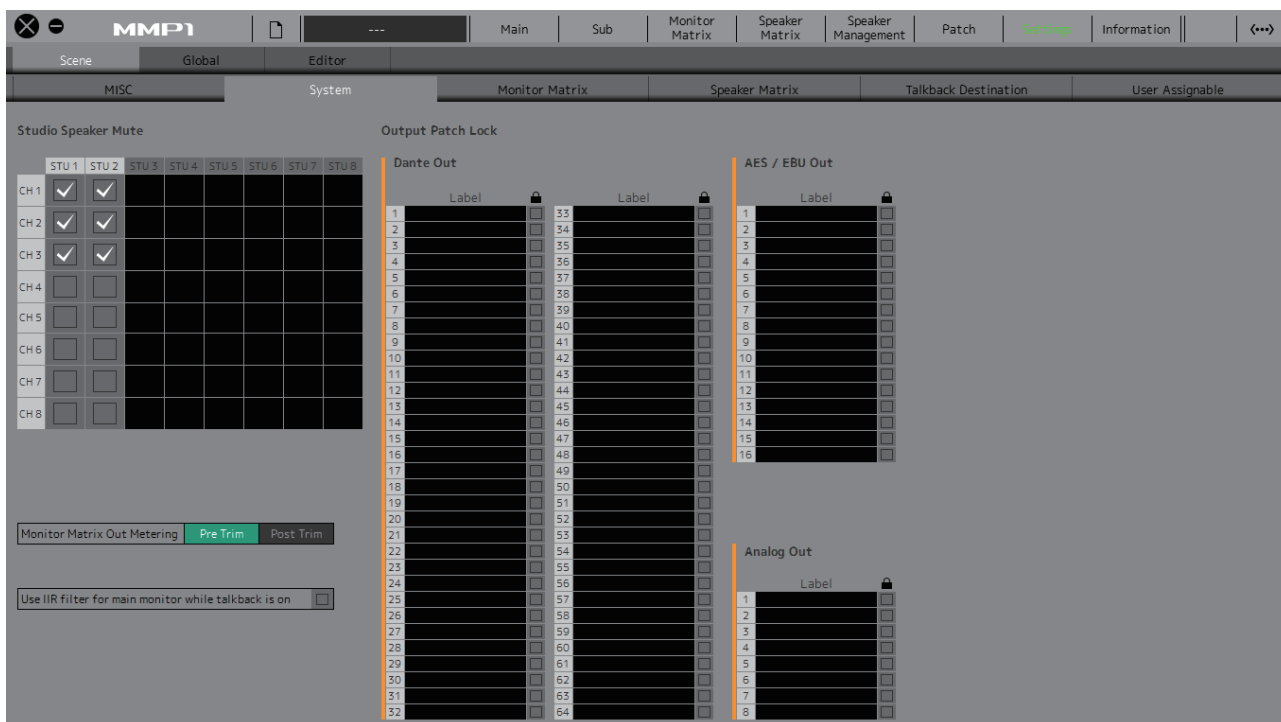 MMP1 --- Main Sub Monitor Matrix Speaker Matrix Speaker Management Patch Settings Information
Scene Global Editor
MISC System Monitor Matrix Speaker Matrix Talkback Destination User Assignable
Studio Speaker Mute
STU 1 STU 2 STU 3 STU 4 STU 5 STU 6 STU 7 STU 8
CH 1
CH 2
CH 3
CH 4
CH 5
CH 6
CH 7
CH 8
Monitor Matrix Out Metering Pre Trim Post Trim
Use IIR filter for main monitor while talkback is on
Output Patch Lock
Dante Out
Label Label
1 33
2 34
3 35
4 36
5 37
6 38
7 39
8 40
9 41
10 42
11 43
12 44
13 45
14 46
15 47
16 48
17 49
18 50
19 51
20 52
21 53
22 54
23 55
24 56
25 57
26 58
27 59
28 60
29 61
30 62
31 63
32 64
AES / EBU Out
Label
1
2
3
4
5
6
7
8
9
10
11
12
13
14
15
16
Analog Out
Label
1
2
3
4
5
6
7
8